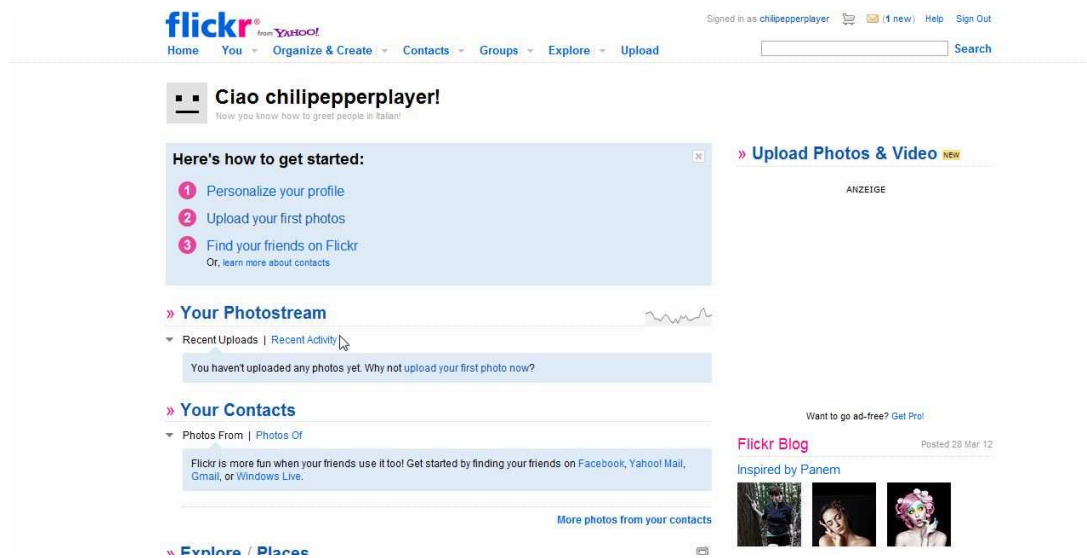 flickr from YAHOO!
Signed in as chilipepperplayer (1 new) Help Sign Out
Home You Organize & Create Contacts Groups Explore Upload
Search
Ciao chilipepperplayer!
Now you know how to greet people in Italian!
Here's how to get started:
1 Personalize your profile
2 Upload your first photos
3 Find your friends on Flickr
Or, learn more about contacts
» Your Photostream
Recent Uploads | Recent Activity
You haven't uploaded any photos yet. Why not upload your first photo now?
» Your Contacts
Photos From | Photos Of
Flickr is more fun when your friends use it too! Get started by finding your friends on Facebook, Yahoo! Mail,
Gmail, or Windows Live.
More photos from your contacts
» Explore / Places
» Upload Photos & Video NEW
ANZEIGE
Want to go ad-free? Get Pro!
Flickr Blog
Posted 28 Mar 12
Inspired by Panem